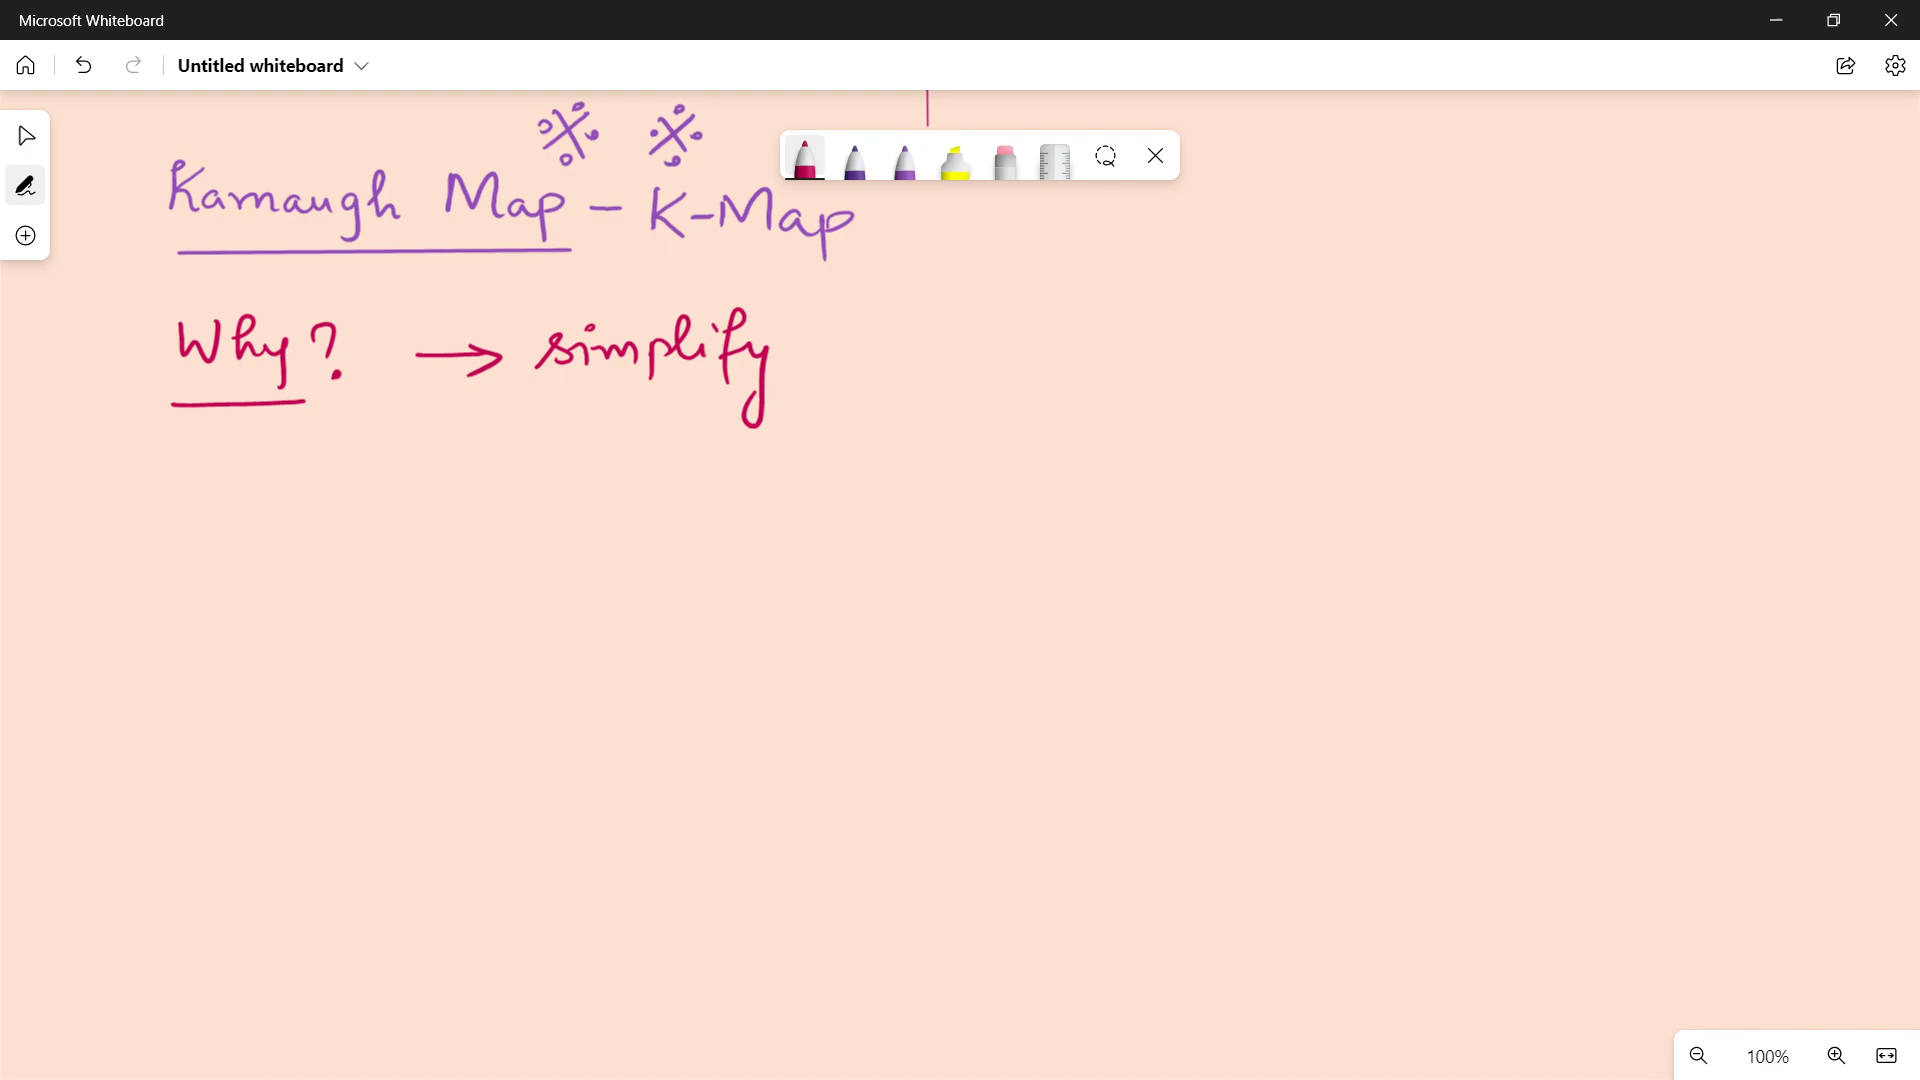 Microsoft Whiteboard
Untitled whiteboard
Karnaugh Map - K-Map
Why? → simplify
100%